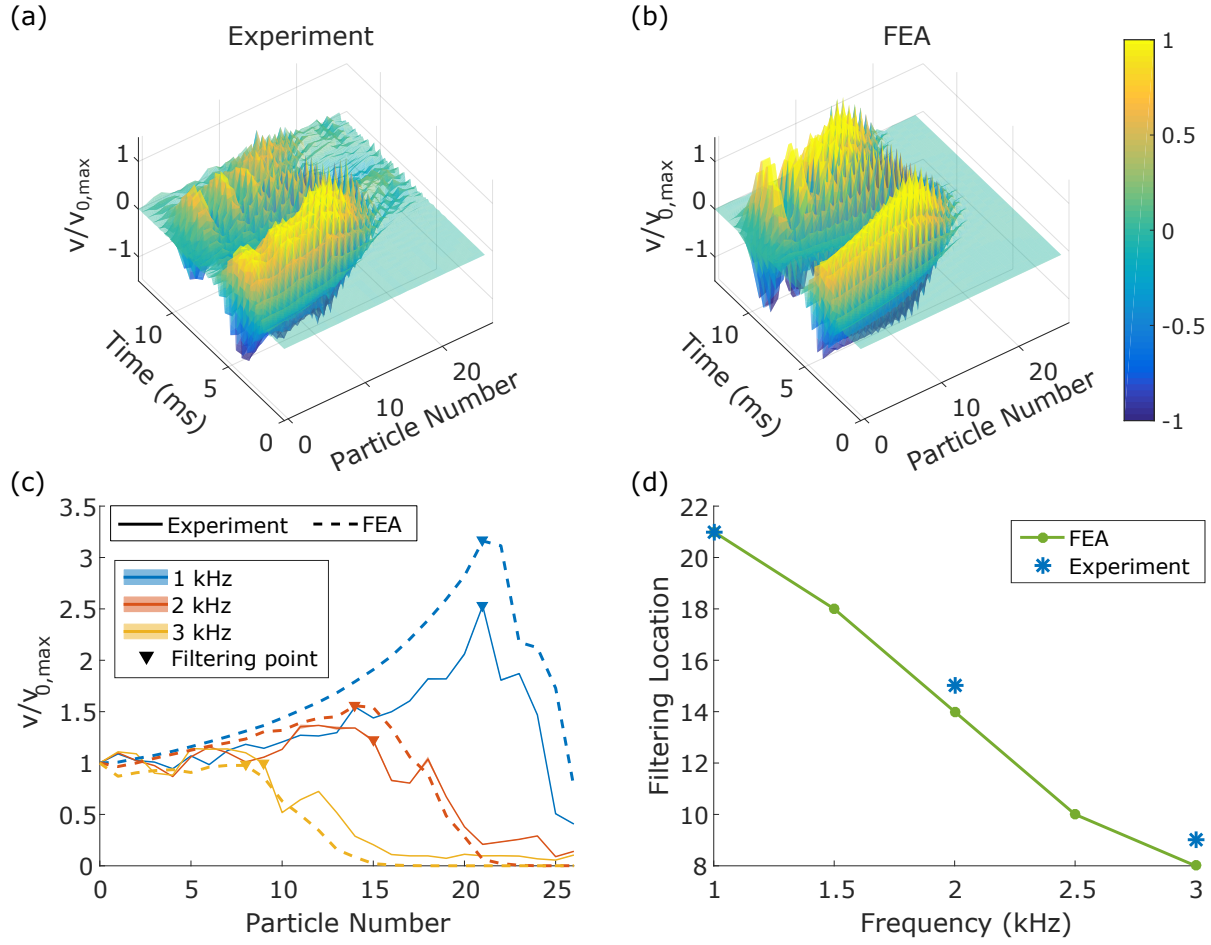 (a)
Experiment
v/v0,max
1
0
-1
10
5
0
Time (ms)
0
10
20
Particle Number
(b)
FEA
v/v0,max
1
0
-1
10
5
0
Time (ms)
0
10
20
Particle Number
1
0.5
0
-0.5
-1
(c)
3.5
3
2.5
2
1.5
1
0.5
0
v/v0,max
Experiment
FEA
1 kHz
2 kHz
3 kHz
Filtering point
0 5 10 15 20 25
Particle Number
(d)
22
20
18
16
14
12
10
8
Filtering Location
FEA
Experiment
1 1.5 2 2.5 3
Frequency (kHz)